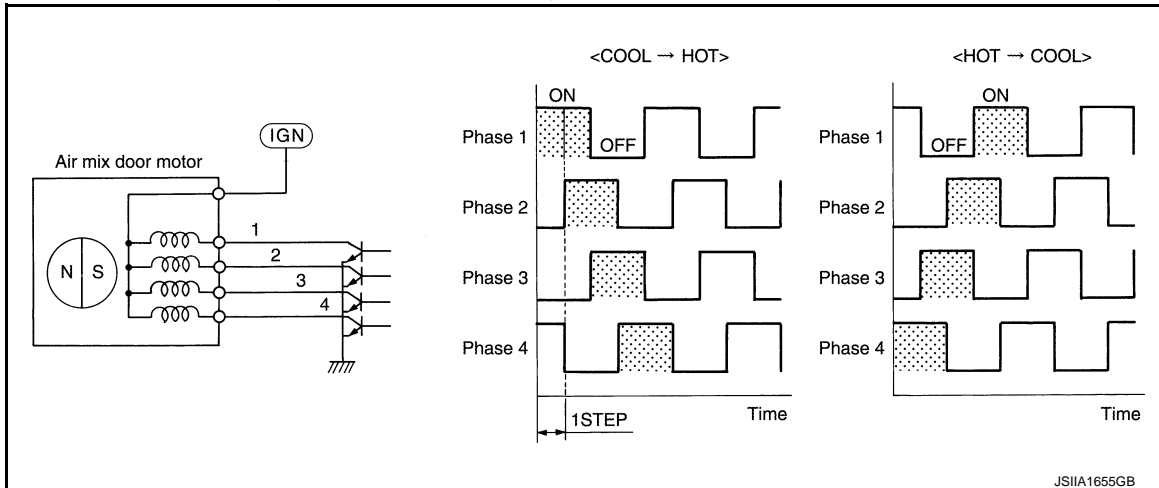 IGN
Air mix door motor
N S
1
2
3
4
<COOL → HOT>
ON
Phase 1
OFF
Phase 2
Phase 3
Phase 4
Time
1STEP
<HOT → COOL>
ON
Phase 1
OFF
Phase 2
Phase 3
Phase 4
Time
JSIIA1655GB